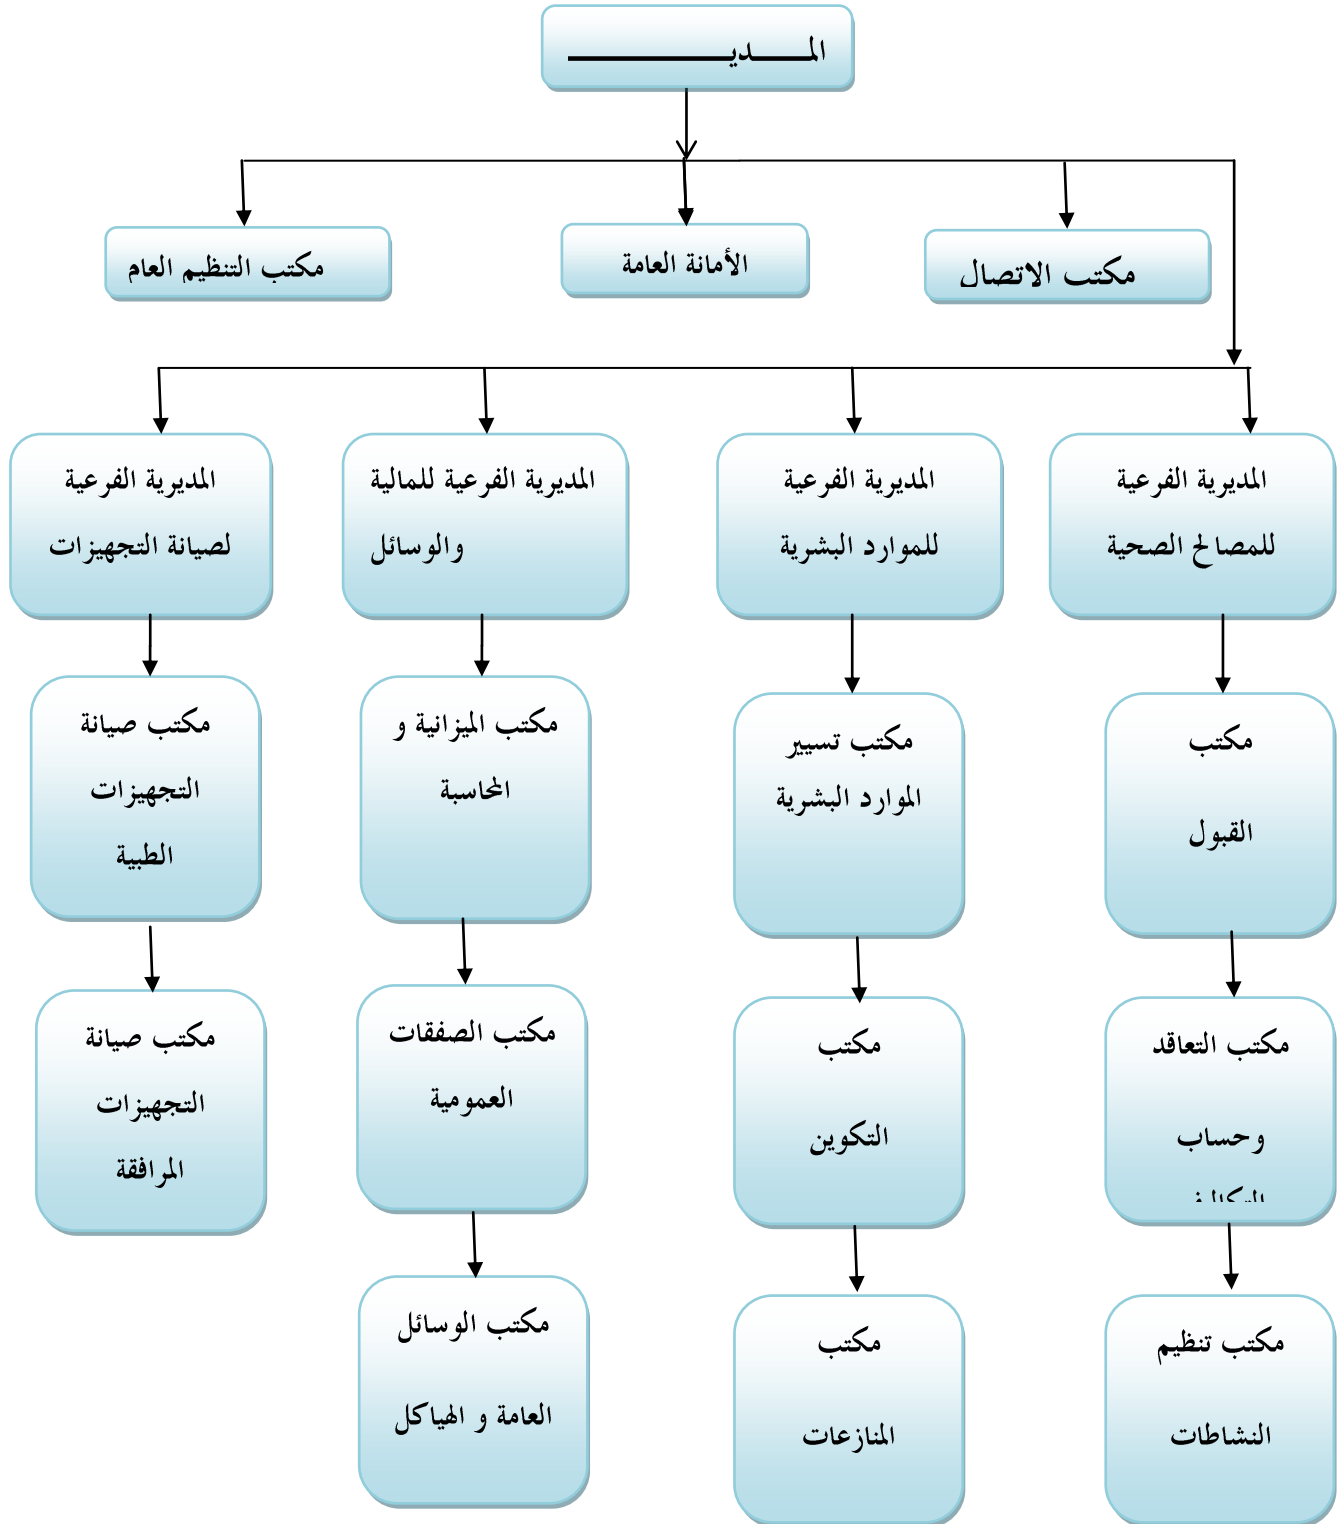 مكتب الاتصال
الأمانة العامة
مكتب التنظيم العام
المديرية الفرعية
للمصالح الصحية
المديرية الفرعية
للموارد البشرية
المديرية الفرعية للمالية
والوسائل
المديرية الفرعية
لصيانة التجهيزات
مكتب
القبول
مكتب تسيير
الموارد البشرية
مكتب الميزانية و
المحاسبة
مكتب صيانة
التجهيزات
الطبية
مكتب التعاقد
وحساب
مكتب
التكوين
مكتب الصفقات
العمومية
مكتب صيانة
التجهيزات
المرافقة
مكتب تنظيم
النشاطات
مكتب
المنازعات
مكتب الوسائل
العامة و الهياكل